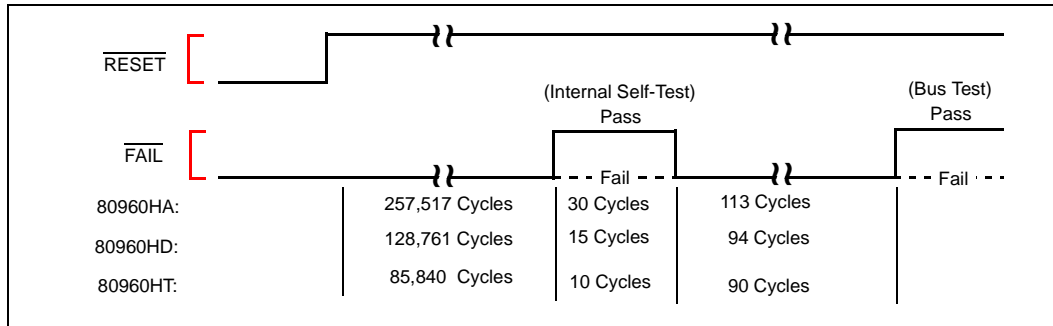 RESET
(Internal Self-Test)
Pass
(Bus Test)
Pass
FAIL
Fail
Fail
80960HA: 257,517 Cycles 30 Cycles 113 Cycles
80960HD: 128,761 Cycles 15 Cycles 94 Cycles
80960HT: 85,840 Cycles 10 Cycles 90 Cycles